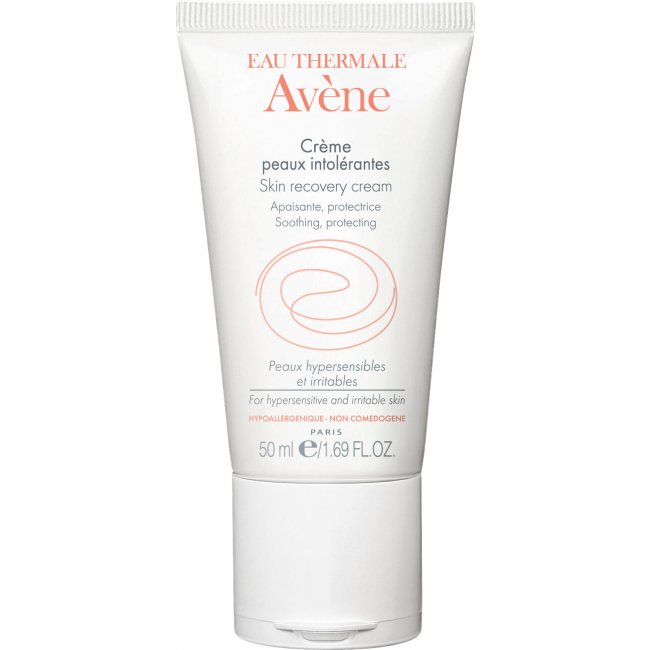 EAU THERMALE
Avène
Crème
peaux intolérantes
Skin recovery cream
Apaisante, protectrice
Soothing, protecting
Peaux hypersensibles
et irritables
For hypersensitive and irritable skin
HYPOALLERGENIQUE - NON COMEDOGENE
PARIS
50 ml e/1.69 FL.OZ.